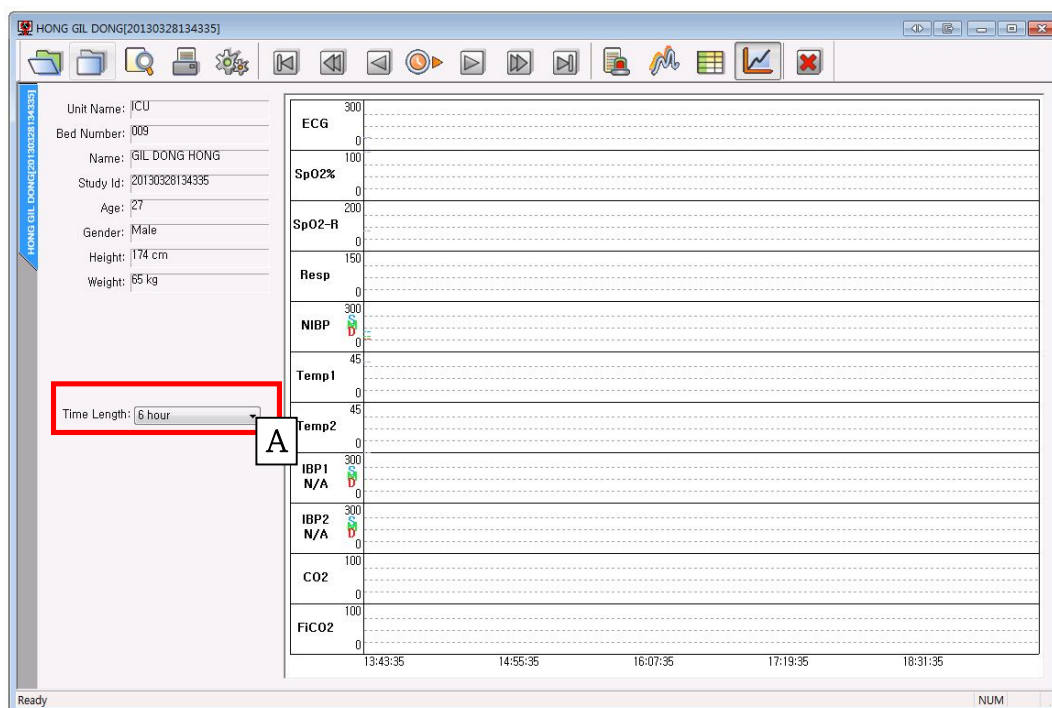 HONG GIL DONG[20130328134335]
HONG GIL DONG[20130328134335]
Unit Name: ICU
Bed Number: 009
Name: GIL DONG HONG
Study Id: 20130328134335
Age: 27
Gender: Male
Height: 174 cm
Weight: 65 kg
Time Length: 6 hour
A
300
ECG
0
100
SpO2%
0
200
SpO2-R
0
150
Resp
0
300
NIBP S M D
0
45
Temp1
0
45
Temp2
0
300
IBP1 S M D
N/A
0
300
IBP2 S M D
N/A
0
100
CO2
0
100
FiCO2
0
13:43:35 14:55:35 16:07:35 17:19:35 18:31:35
Ready NUM